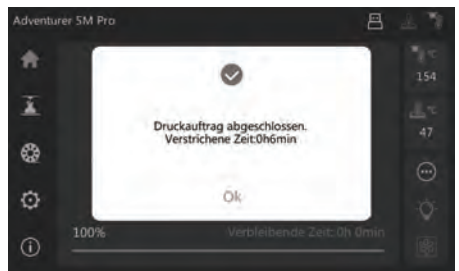 Adventurer 5M Pro
°C
154
Druckauftrag abgeschlossen.
Verstrichene Zeit:0h6min
°C
47
Ok
100%
Verbleibende Zeit: 0h 0min